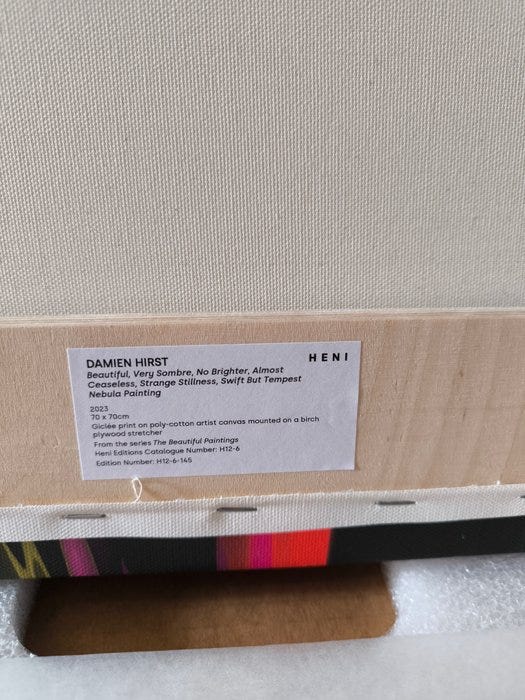 DAMIEN HIRST
HENI
Beautiful, Very Sombre, No Brighter, Almost
Ceaseless, Strange Stillness, Swift But Tempest
Nebula Painting
2023
70 x 70cm
Giclée print on poly-cotton artist canvas mounted on a birch
plywood stretcher
From the series The Beautiful Paintings
Heni Editions Catalogue Number: H12-6
Edition Number: H12-6-145